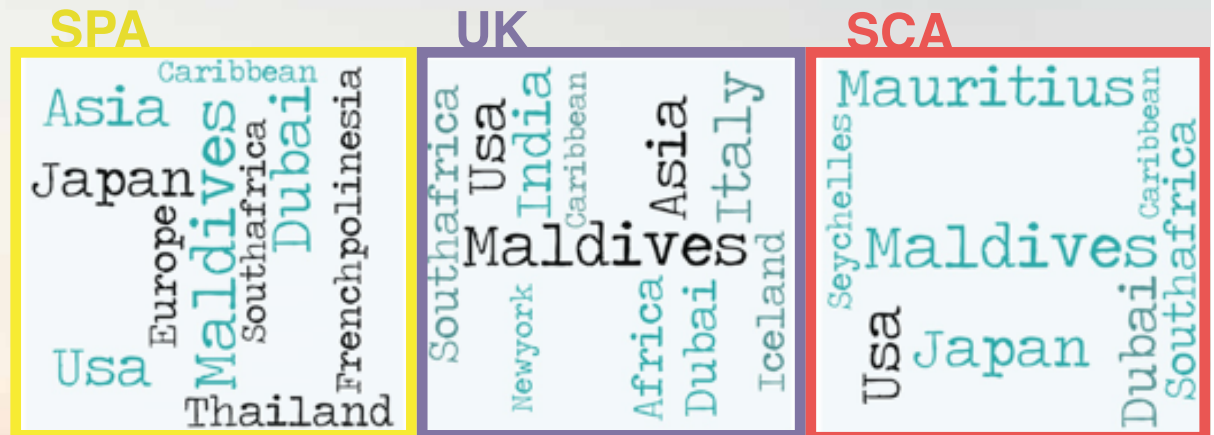 SPA
Caribbean
Asia
Japan
Europe
Maldives
Southafrica
Dubai
Frenchpolinesia
Usa
Thailand
UK
Southafrica
Usa
India
Caribbean
Asia
Italy
Maldives
Newyork
Africa
Dubai
Iceland
SCA
Mauritius
Seychelles
Caribbean
Southafrica
Maldives
Usa
Japan
Dubai